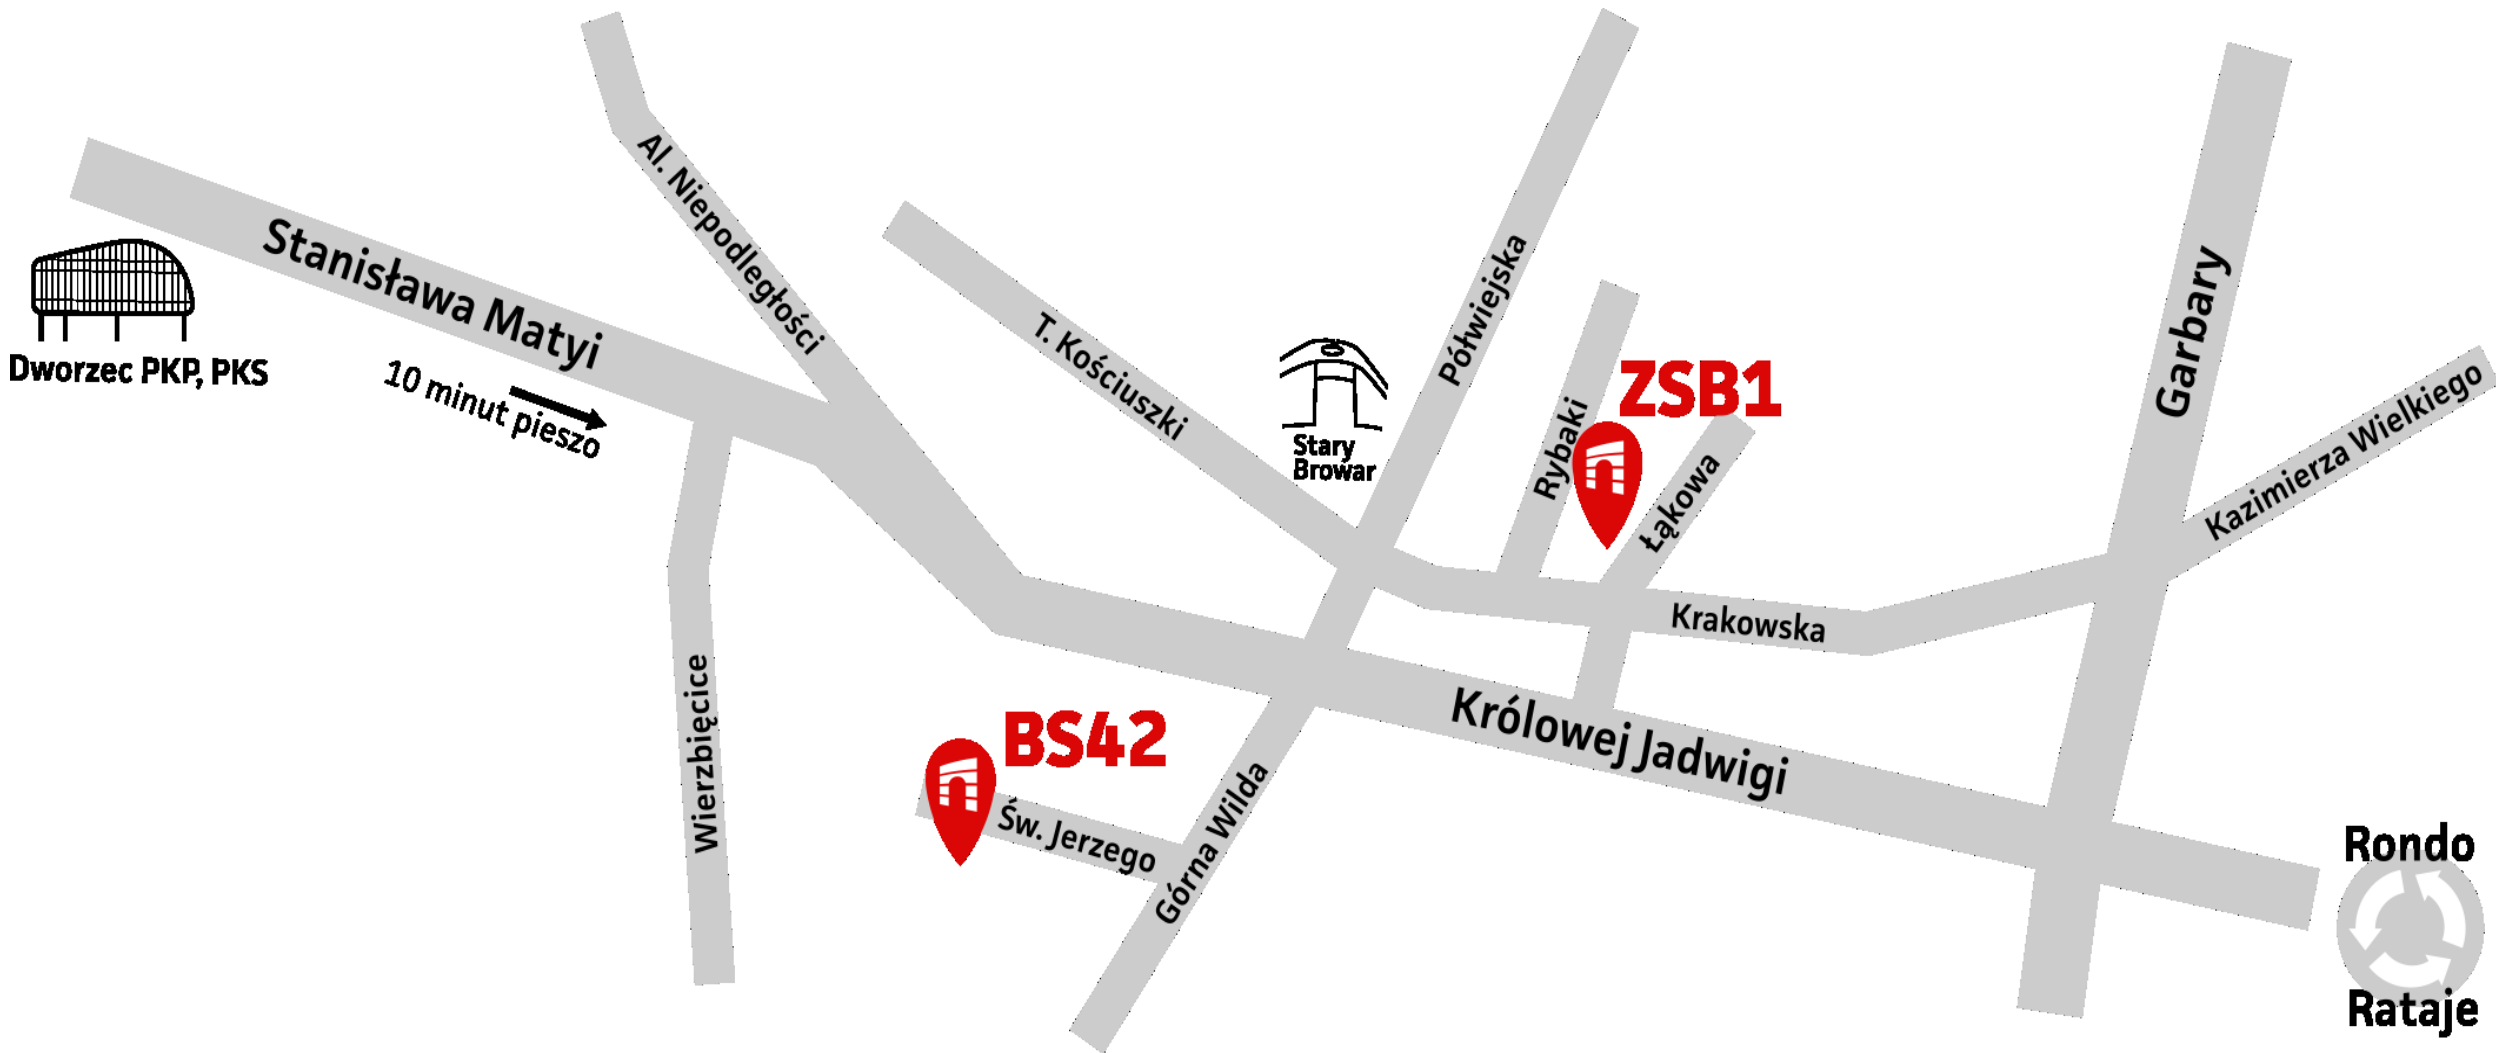 Al. Niepodległości
Stanisława Matyi
Dworzec PKP, PKS
10 minut pieszo
T. Kościuszki
Półwiejska
Stary
Browar
Rybaki
ZSB1
Łąkowa
Garbary
Kazimierza Wielkiego
Krakowska
Wierzbięcice
BS42
Św. Jerzego
Górna Wilda
Królowej Jadwigi
Rondo
Rataje